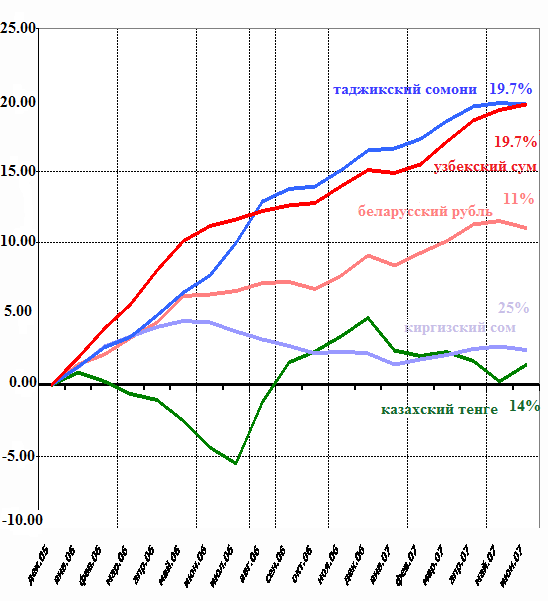 25.00
20.00
15.00
10.00
5.00
0.00
-5.00
-10.00
таджикский сомони 19.7%
19.7%
узбекский сум
11%
беларусский рубль
25%
киргизский сом
казахский тенге 14%
дек.05 янв.06 фев.06 мар.06 апр.06 май.06 июн.06 июл.06 авг.06 сен.06 окт.06 ноя.06 дек.06 янв.07 фев.07 мар.07 апр.07 май.07 июн.07